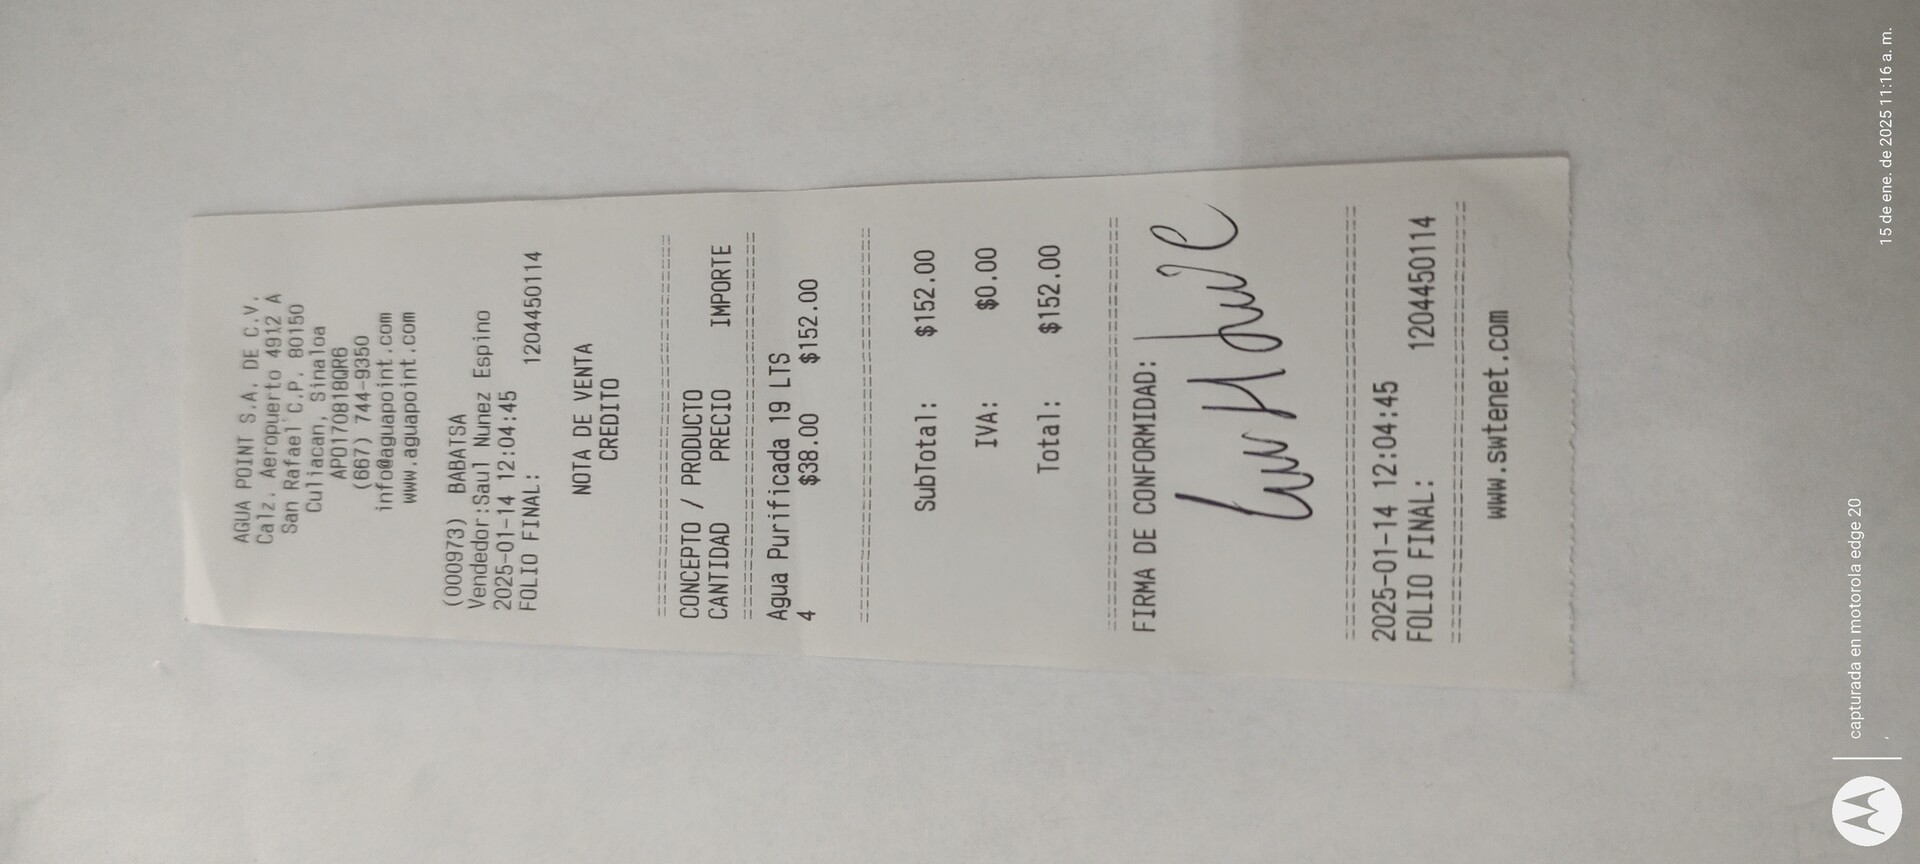 AGUA POINT S.A. DE C.V.
Calz. Aeropuerto 4912 A
San Rafael C.P. 80150
Culiacan, Sinaloa
APO170818QR6
(667) 744-9350
info@aguapoint.com
www.aguapoint.com
(000973) BABATSA
Vendedor:Saul Nunez Espino
2025-01-14 12:04:45
FOLIO FINAL: 1204450114
NOTA DE VENTA
CREDITO
==============================
CONCEPTO / PRODUCTO
CANTIDAD PRECIO IMPORTE
==============================
Agua Purificada 19 LTS
4 $38.00 $152.00
==============================
SubTotal: $152.00
IVA: $0.00
Total: $152.00
==============================
FIRMA DE CONFORMIDAD:
==============================
2025-01-14 12:04:45
FOLIO FINAL: 1204450114
==============================
www.swtenet.com
capturada en motorola edge 20
15 de ene. de 2025 11:16 a. m.